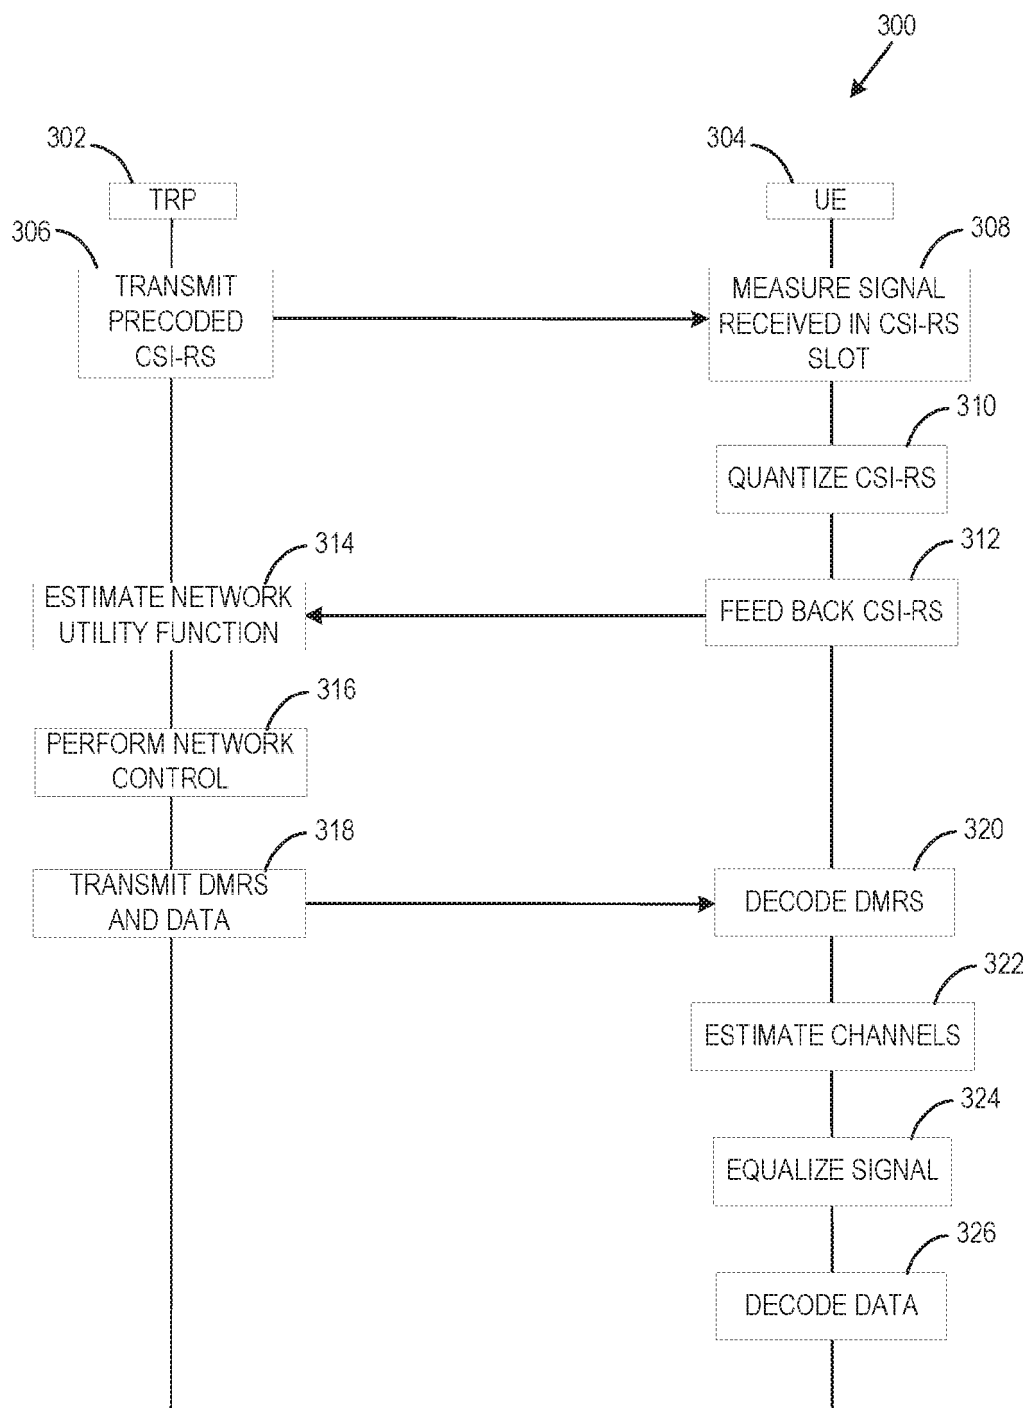 300
302
304
TRP
UE
306
308
TRANSMIT
PRECODED
CSI-RS
MEASURE SIGNAL
RECEIVED IN CSI-RS
SLOT
310
QUANTIZE CSI-RS
312
FEED BACK CSI-RS
314
ESTIMATE NETWORK
UTILITY FUNCTION
316
PERFORM NETWORK
CONTROL
318
TRANSMIT DMRS
AND DATA
320
DECODE DMRS
322
ESTIMATE CHANNELS
324
EQUALIZE SIGNAL
326
DECODE DATA